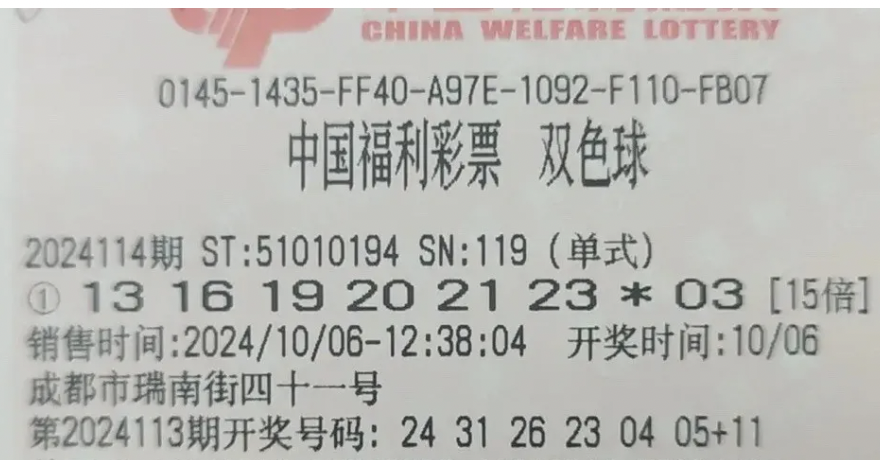 CHINA WELFARE LOTTERY
0145-1435-FF40-A97E-1092-F110-FB07
中国福利彩票 双色球
2024114期 ST:51010194 SN:119 (单式)
① 13 16 19 20 21 23 * 03 [15倍]
销售时间:2024/10/06-12:38:04 开奖时间:10/06
成都市瑞南街四十一号
第2024113期开奖号码: 24 31 26 23 04 05+11